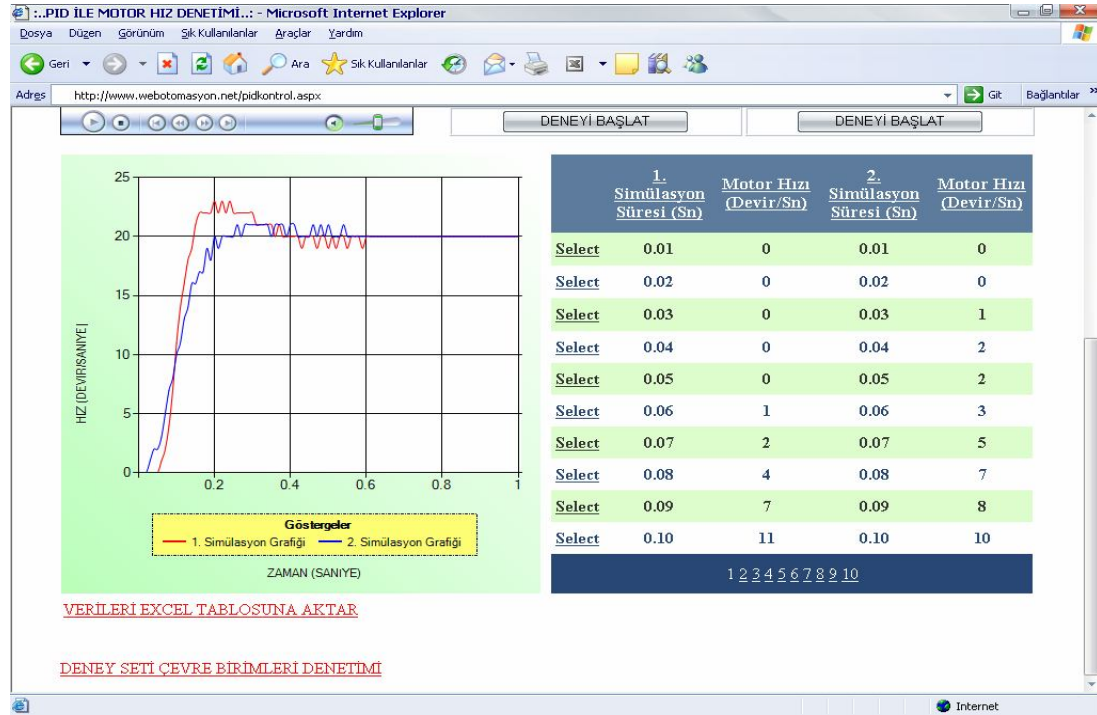 :..PID İLE MOTOR HIZ DENETİMİ..: - Microsoft Internet Explorer
Dosya Düzen Görünüm Sık Kullanılanlar Araçlar Yardım
Geri Ara Sık Kullanılanlar
Adres http://www.webotomasyon.net/pidkontrol.aspx Git Bağlantılar »
DENEYİ BAŞLAT DENEYİ BAŞLAT
25
20
15
10
5
0
0.2 0.4 0.6 0.8 1
HIZ (DEVIR/SANIYE)
Göstergeler
1. Simülasyon Grafiği 2. Simülasyon Grafiği
ZAMAN (SANIYE)
1. Simülasyon Süresi (Sn) Motor Hızı (Devir/Sn) 2. Simülasyon Süresi (Sn) Motor Hızı (Devir/Sn)
Select 0.01 0 0.01 0
Select 0.02 0 0.02 0
Select 0.03 0 0.03 1
Select 0.04 0 0.04 2
Select 0.05 0 0.05 2
Select 0.06 1 0.06 3
Select 0.07 2 0.07 5
Select 0.08 4 0.08 7
Select 0.09 7 0.09 8
Select 0.10 11 0.10 10
1 2 3 4 5 6 7 8 9 10
VERİLERİ EXCEL TABLOSUNA AKTAR
DENEY SETİ ÇEVRE BİRİMLERİ DENETİMİ
Internet